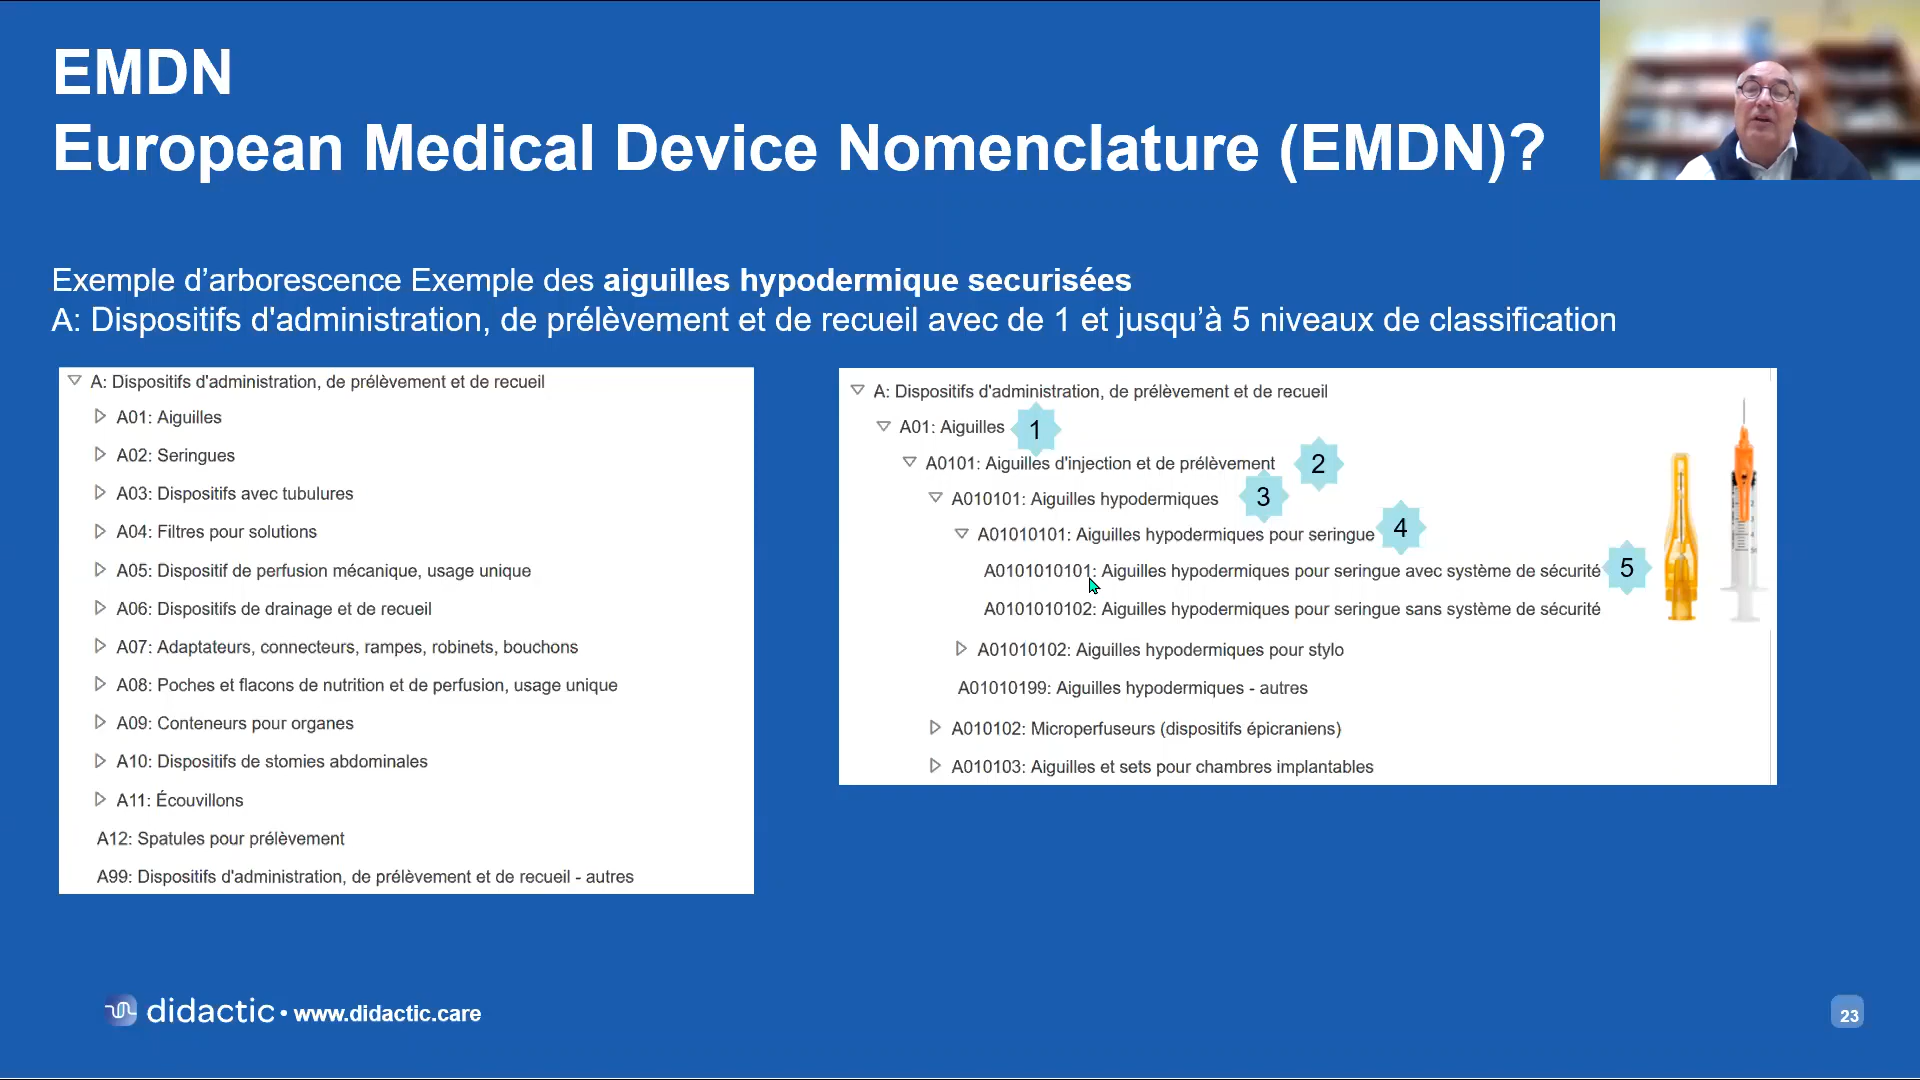 EMDN
European Medical Device Nomenclature (EMDN)?
Exemple d’arborescence Exemple des aiguilles hypodermique securisées
A: Dispositifs d'administration, de prélèvement et de recueil avec de 1 et jusqu’à 5 niveaux de classification
A: Dispositifs d'administration, de prélèvement et de recueil
A01: Aiguilles
A02: Seringues
A03: Dispositifs avec tubulures
A04: Filtres pour solutions
A05: Dispositif de perfusion mécanique, usage unique
A06: Dispositifs de drainage et de recueil
A07: Adaptateurs, connecteurs, rampes, robinets, bouchons
A08: Poches et flacons de nutrition et de perfusion, usage unique
A09: Conteneurs pour organes
A10: Dispositifs de stomies abdominales
A11: Écouvillons
A12: Spatules pour prélèvement
A99: Dispositifs d'administration, de prélèvement et de recueil - autres
A: Dispositifs d'administration, de prélèvement et de recueil
A01: Aiguilles 1
A0101: Aiguilles d'injection et de prélèvement 2
A010101: Aiguilles hypodermiques 3
A01010101: Aiguilles hypodermiques pour seringue 4
A0101010101: Aiguilles hypodermiques pour seringue avec système de sécurité 5
A0101010102: Aiguilles hypodermiques pour seringue sans système de sécurité
A01010102: Aiguilles hypodermiques pour stylo
A01010199: Aiguilles hypodermiques - autres
A010102: Microperfuseurs (dispositifs épicraniens)
A010103: Aiguilles et sets pour chambres implantables
didactic • www.didactic.care
23